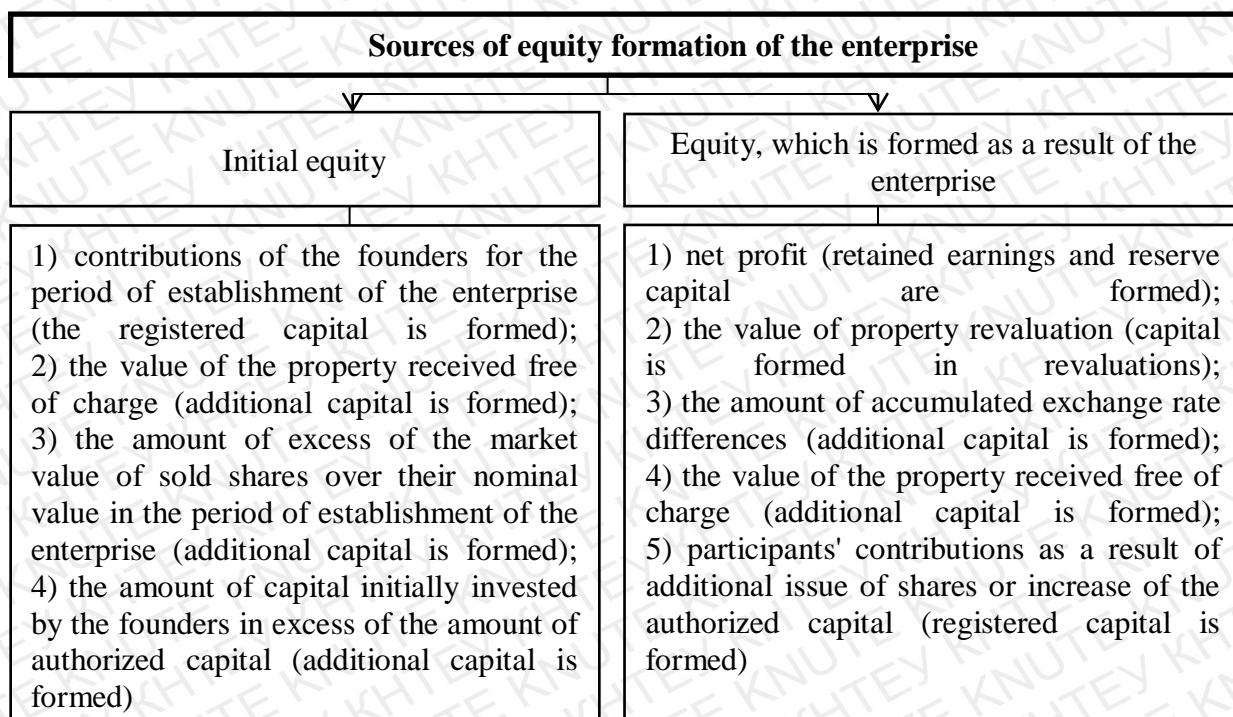 Sources of equity formation of the enterprise
Initial equity
Equity, which is formed as a result of the
enterprise
1) contributions of the founders for the
period of establishment of the enterprise
(the registered capital is formed);
2) the value of the property received free
of charge (additional capital is formed);
3) the amount of excess of the market
value of sold shares over their nominal
value in the period of establishment of the
enterprise (additional capital is formed);
4) the amount of capital initially invested
by the founders in excess of the amount of
authorized capital (additional capital is
formed)
1) net profit (retained earnings and reserve
capital are formed);
2) the value of property revaluation (capital
is formed in revaluations);
3) the amount of accumulated exchange rate
differences (additional capital is formed);
4) the value of the property received free of
charge (additional capital is formed);
5) participants' contributions as a result of
additional issue of shares or increase of the
authorized capital (registered capital is
formed)